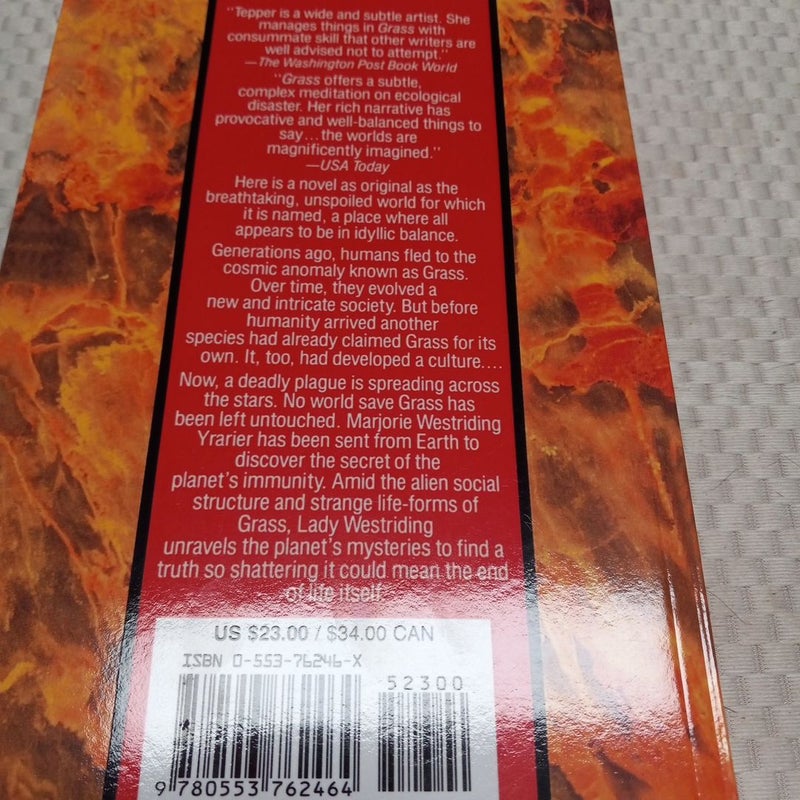 "Tepper is a wide and subtle artist. She
manages things in Grass with
consummate skill that other writers are
well advised not to attempt."
—The Washington Post Book World
"Grass offers a subtle,
complex meditation on ecological
disaster. Her rich narrative has
provocative and well-balanced things to
say...the worlds are
magnificently imagined."
—USA Today
Here is a novel as original as the
breathtaking, unspoiled world for which
it is named, a place where all
appears to be in idyllic balance.
Generations ago, humans fled to the
cosmic anomaly known as Grass.
Over time, they evolved a
new and intricate society. But before
humanity arrived another
species had already claimed Grass for its
own. It, too, had developed a culture....
Now, a deadly plague is spreading across
the stars. No world save Grass has
been left untouched. Marjorie Westriding
Yrarier has been sent from Earth to
discover the secret of the
planet's immunity. Amid the alien social
structure and strange life-forms of
Grass, Lady Westriding
unravels the planet's mysteries to find a
truth so shattering it could mean the end
of life itself.
US $23.00 / $34.00 CAN
ISBN 0-553-76246-X
52300
9 780553 762464